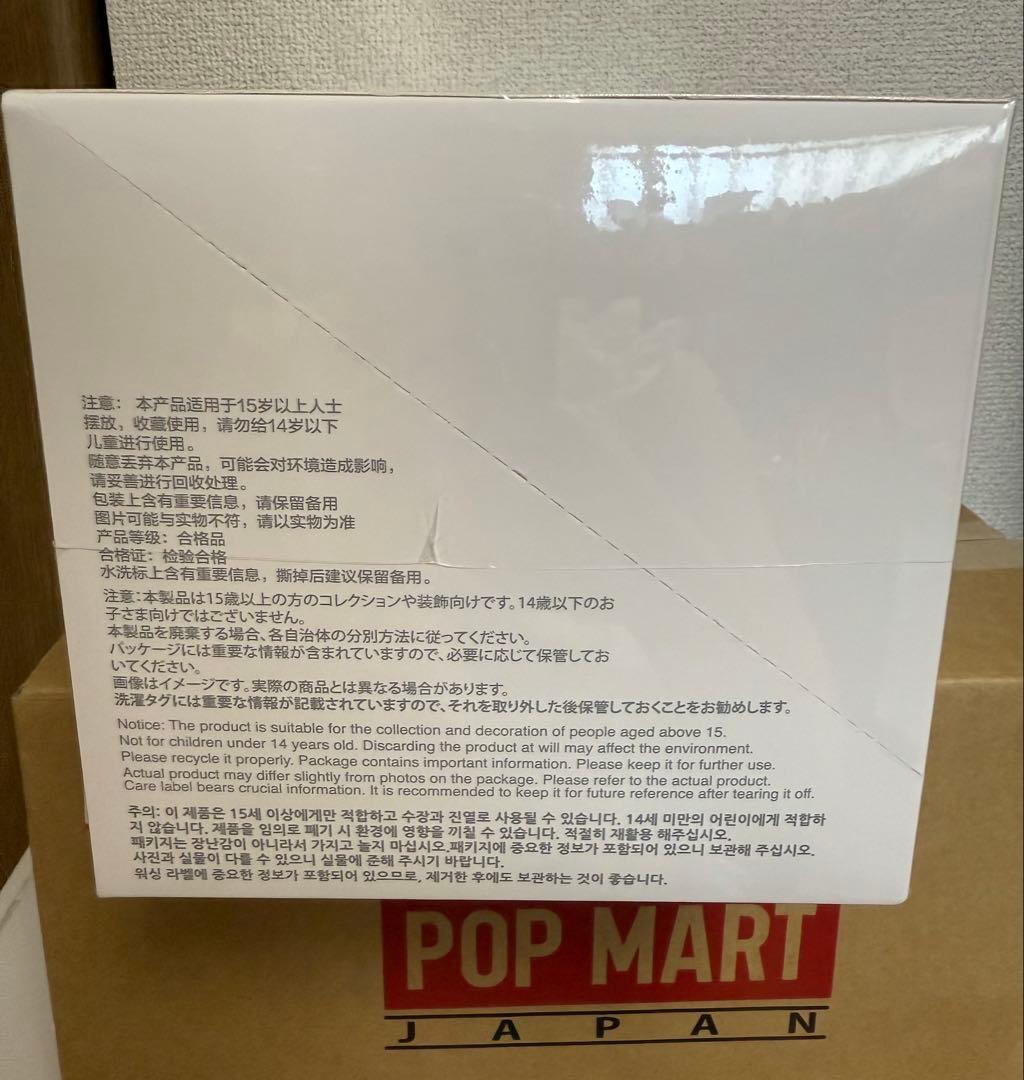 注意： 本产品适用于15岁以上人士
摆放，收藏使用，请勿给14岁以下
儿童进行使用。
随意丢弃本产品，可能会对环境造成影响，
请妥善进行回收处理。
包装上含有重要信息，请保留备用
图片可能与实物不符，请以实物为准
产品等级：合格品
合格证：检验合格
水洗标上含有重要信息，撕掉后建议保留备用。
注意：本製品は15歳以上の方のコレクションや装飾向けです。14歳以下のお
子さま向けではございません。
本製品を廃棄する場合、各自治体の分別方法に従ってください。
パッケージには重要な情報が含まれていますので、必要に応じて保管してお
いてください。
画像はイメージです。実際の商品とは異なる場合があります。
洗濯タグには重要な情報が記載されていますので、それを取り外した後保管しておくことをお勧めします。
Notice: The product is suitable for the collection and decoration of people aged above 15.
Not for children under 14 years old. Discarding the product at will may affect the environment.
Please recycle it properly. Package contains important information. Please keep it for further use.
Actual product may differ slightly from photos on the package. Please refer to the actual product.
Care label bears crucial information. It is recommended to keep it for future reference after tearing it off.
주의: 이 제품은 15세 이상에게만 적합하고 수장과 진열로 사용될 수 있습니다. 14세 미만의 어린이에게 적합하
지 않습니다. 제품을 임의로 폐기 시 환경에 영향을 끼칠 수 있습니다. 적절히 재활용 해주십시오.
패키지는 장난감이 아니라서 가지고 놀지 마십시오.패키지에 중요한 정보가 포함되어 있으니 보관해 주십시오.
사진과 실물이 다를 수 있으니 실물에 준해 주시기 바랍니다.
워싱 라벨에 중요한 정보가 포함되어 있으므로, 제거한 후에도 보관하는 것이 좋습니다.
POP MART
JAPAN